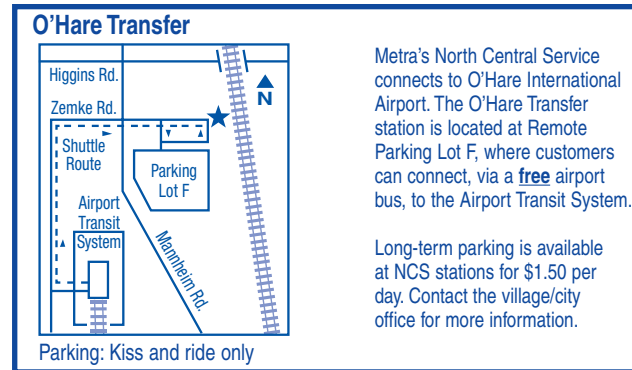 O’Hare Transfer
Higgins Rd.
N
Zemke Rd.
Shuttle
Route
Parking
Lot F
Airport
Transit
System
Mannheim Rd.
Parking: Kiss and ride only
Metra’s North Central Service
connects to O’Hare International
Airport. The O’Hare Transfer
station is located at Remote
Parking Lot F, where customers
can connect, via a free airport
bus, to the Airport Transit System.
Long-term parking is available
at NCS stations for $1.50 per
day. Contact the village/city
office for more information.